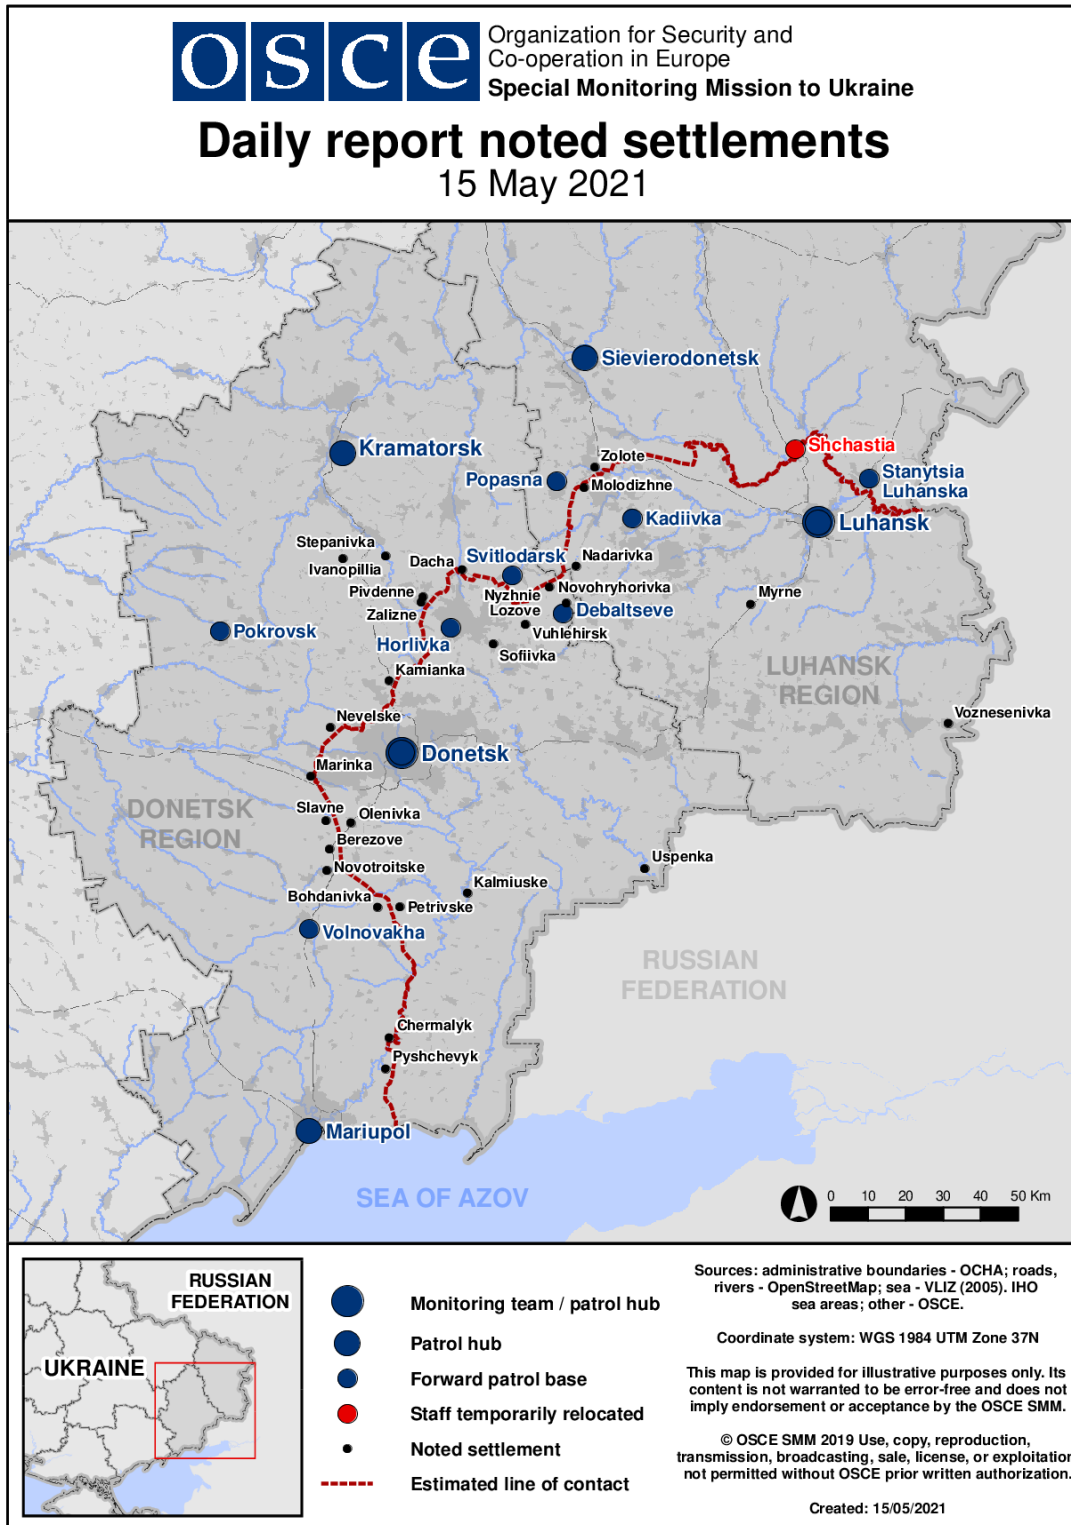 osce
Organization for Security and
Co-operation in Europe
Special Monitoring Mission to Ukraine
Daily report noted settlements
15 May 2021
Sievierodonetsk
Kramatorsk
Shchastia
Zolote
Popasna
Stanytsia
Luhanska
Molodizhne
Kadiivka
Luhansk
Stepanivka
Svitlodarsk
Nadarivka
Dacha
Ivanopillia
Pivdenne
Nyzhnie
Lozove
Novohryhorivka
Myrne
Zalizne
Debaltseve
Pokrovsk
Horlivka
Vuhlehirsk
Sofiivka
Kamianka
LUHANSK
REGION
Nevelske
Voznesenivka
Donetsk
Marinka
DONETSK
REGION
Slavne
Olenivka
Berezove
Novotroitske
Uspenka
Kalmiuske
Bohdanivka
Petrivske
Volnovakha
RUSSIAN
FEDERATION
Chermalyk
Pyshchevyk
Mariupol
SEA OF AZOV
0 10 20 30 40 50 Km
RUSSIAN
FEDERATION
UKRAINE
Monitoring team / patrol hub
Patrol hub
Forward patrol base
Staff temporarily relocated
Noted settlement
Estimated line of contact
Sources: administrative boundaries - OCHA; roads,
rivers - OpenStreetMap; sea - VLIZ (2005). IHO
sea areas; other - OSCE.
Coordinate system: WGS 1984 UTM Zone 37N
This map is provided for illustrative purposes only. Its
content is not warranted to be error-free and does not
imply endorsement or acceptance by the OSCE SMM.
© OSCE SMM 2019 Use, copy, reproduction,
transmission, broadcasting, sale, license, or exploitation
not permitted without OSCE prior written authorization.
Created: 15/05/2021